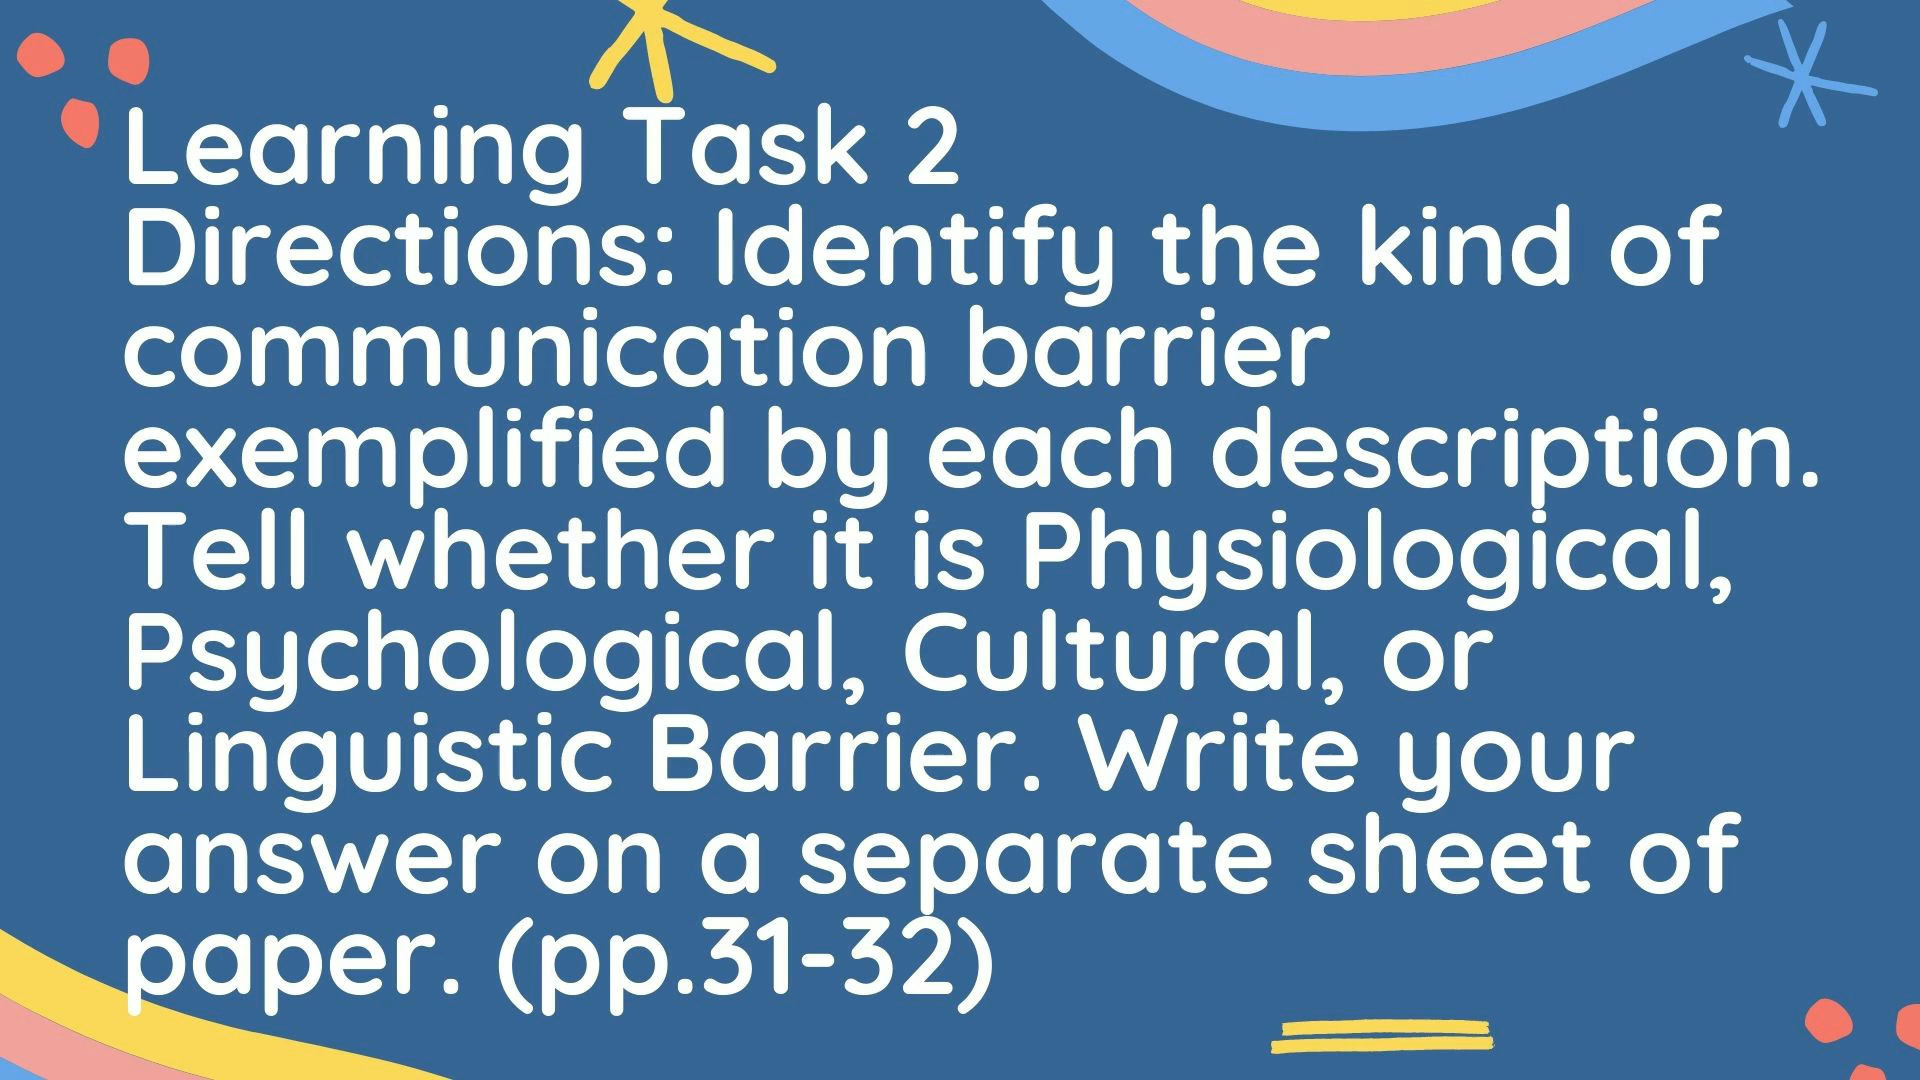 Learning Task 2
Directions: Identify the kind of
communication barrier
exemplified by each description.
Tell whether it is Physiological,
Psychological, Cultural, or
Linguistic Barrier. Write your
answer on a separate sheet of
paper. (pp.31-32)